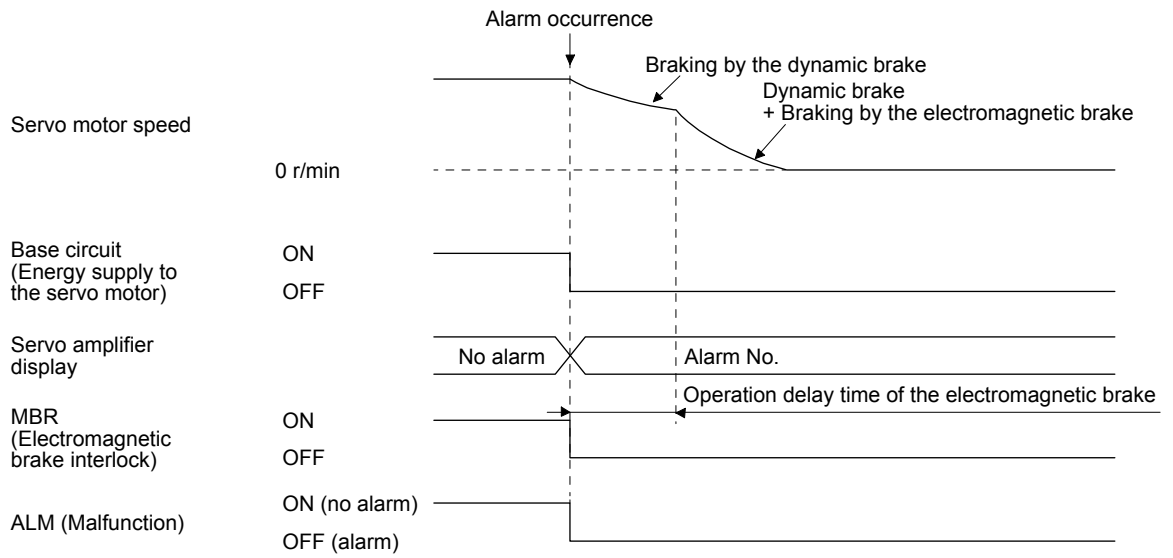 Alarm occurrence
Braking by the dynamic brake
Dynamic brake
+ Braking by the electromagnetic brake
Servo motor speed
0 r/min
Base circuit
(Energy supply to
the servo motor)
ON
OFF
Servo amplifier
display
No alarm
Alarm No.
Operation delay time of the electromagnetic brake
MBR
(Electromagnetic
brake interlock)
ON
OFF
ALM (Malfunction)
ON (no alarm)
OFF (alarm)